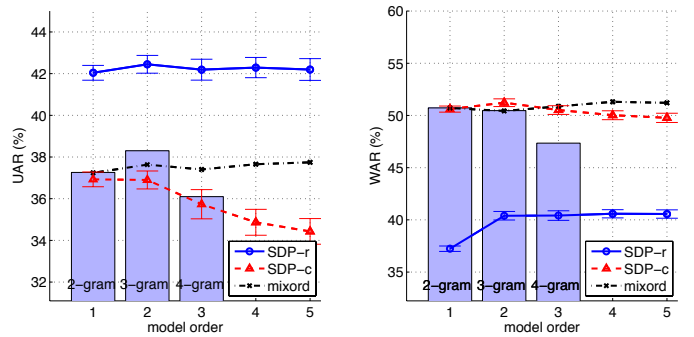 44
42
40
38
36
34
32
UAR (%)
2-gram
3-gram
4-gram
SDP-r
SDP-c
mixord
1
2
3
4
5
model order
60
55
50
45
40
35
WAR (%)
2-gram
3-gram
4-gram
SDP-r
SDP-c
mixord
1
2
3
4
5
model order